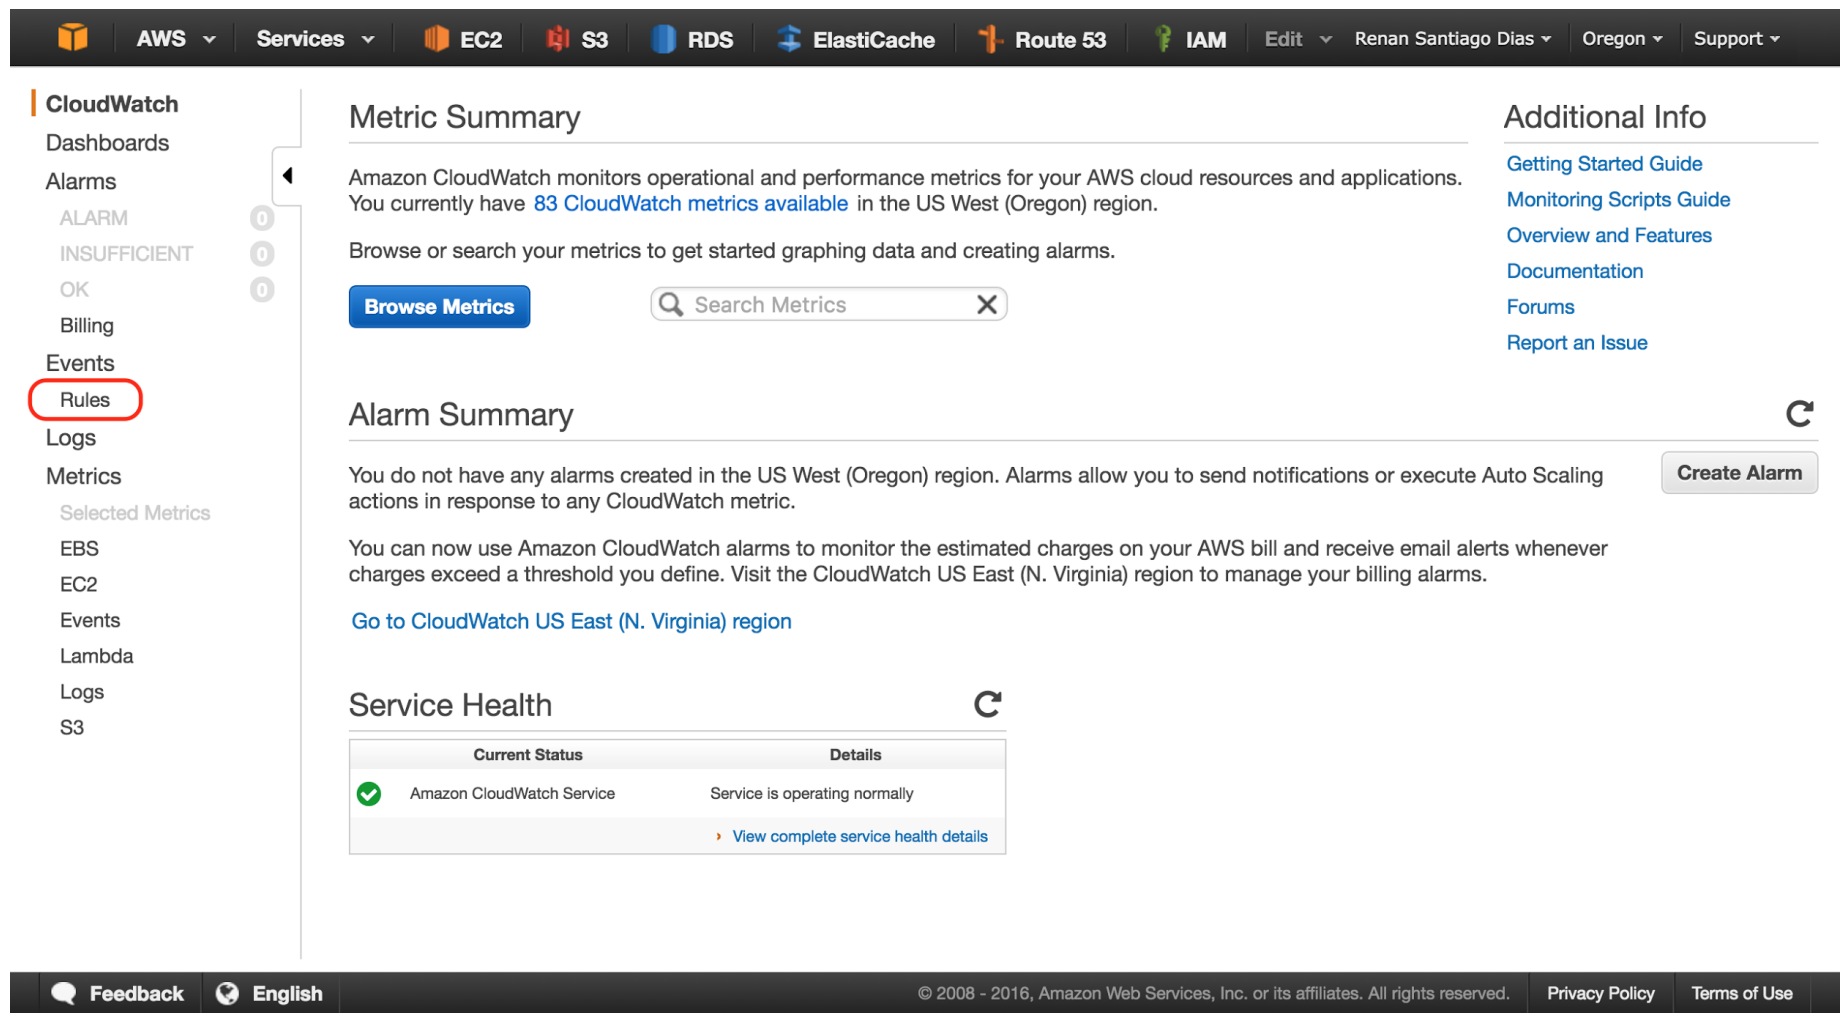 AWS Services EC2 S3 RDS ElastiCache Route 53 IAM Edit Renan Santiago Dias Oregon Support
CloudWatch
Dashboards
Alarms
ALARM 0
INSUFFICIENT 0
OK 0
Billing
Events
Rules
Logs
Metrics
Selected Metrics
EBS
EC2
Events
Lambda
Logs
S3
Metric Summary
Amazon CloudWatch monitors operational and performance metrics for your AWS cloud resources and applications.
You currently have 83 CloudWatch metrics available in the US West (Oregon) region.
Browse or search your metrics to get started graphing data and creating alarms.
Browse Metrics
Search Metrics
Additional Info
Getting Started Guide
Monitoring Scripts Guide
Overview and Features
Documentation
Forums
Report an Issue
Alarm Summary
You do not have any alarms created in the US West (Oregon) region. Alarms allow you to send notifications or execute Auto Scaling
actions in response to any CloudWatch metric.
Create Alarm
You can now use Amazon CloudWatch alarms to monitor the estimated charges on your AWS bill and receive email alerts whenever
charges exceed a threshold you define. Visit the CloudWatch US East (N. Virginia) region to manage your billing alarms.
Go to CloudWatch US East (N. Virginia) region
Service Health
Current Status Details
Amazon CloudWatch Service Service is operating normally
View complete service health details
Feedback English © 2008 - 2016, Amazon Web Services, Inc. or its affiliates. All rights reserved. Privacy Policy Terms of Use